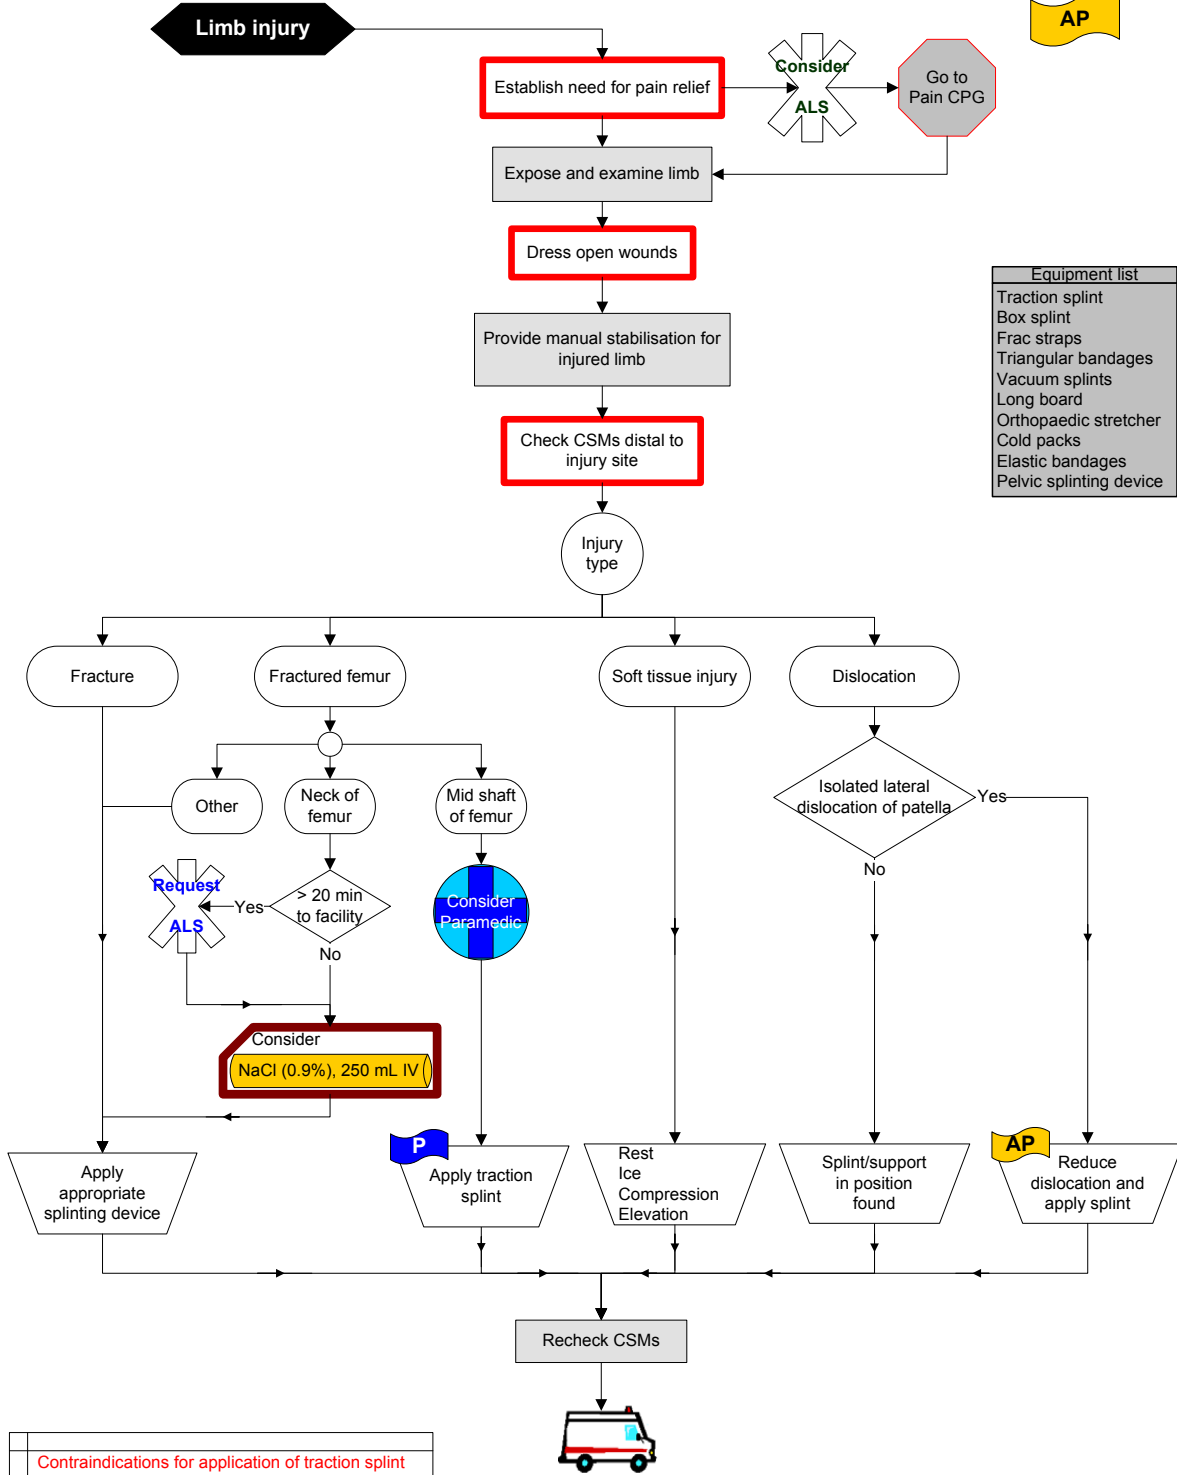 AP
Limb injury
Establish need for pain relief
Consider
ALS
Go to
Pain CPG
Expose and examine limb
Dress open wounds
Equipment list
Traction splint
Box splint
Frac straps
Triangular bandages
Vacuum splints
Long board
Orthopaedic stretcher
Cold packs
Elastic bandages
Pelvic splinting device
Provide manual stabilisation for
injured limb
Check CSMs distal to
injury site
Injury
type
Fracture
Fractured femur
Soft tissue injury
Dislocation
Other
Neck of
femur
Mid shaft
of femur
Isolated lateral
dislocation of patella
Yes
No
Request
ALS
Yes
> 20 min
to facility
No
Consider
Paramedic
Consider
NaCl (0.9%), 250 mL IV
Apply
appropriate
splinting device
P
Apply traction
splint
Rest
Ice
Compression
Elevation
Splint/support
in position
found
AP
Reduce
dislocation and
apply splint
Recheck CSMs
Contraindications for application of traction splint